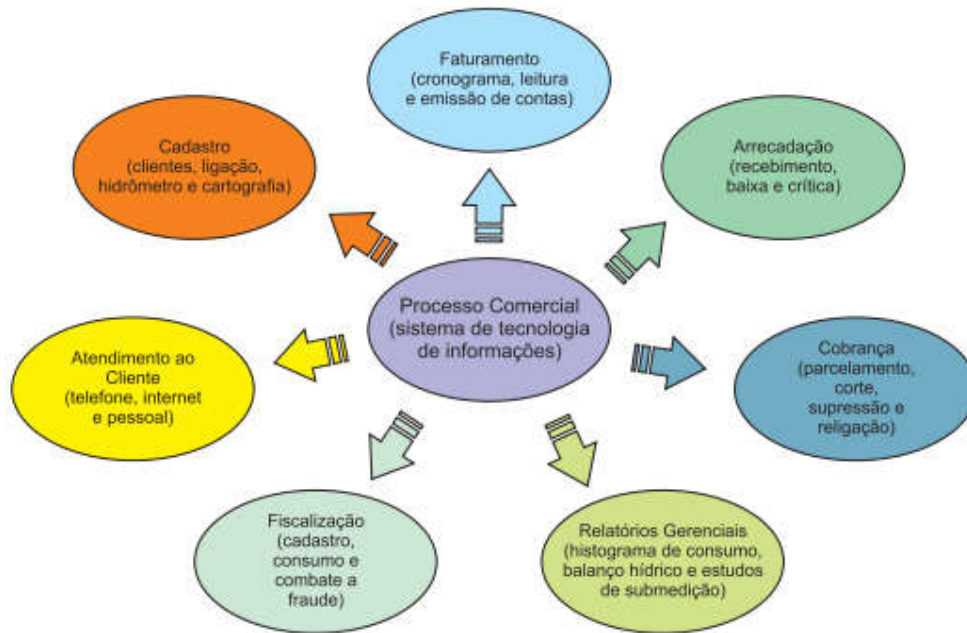 Faturamento
(cronograma, leitura
e emissão de contas)
Cadastro
(clientes, ligação,
hidrômetro e cartografia)
Arrecadação
(recebimento,
baixa e crítica)
Processo Comercial
(sistema de tecnologia
de informações)
Atendimento ao
Cliente
(telefone, internet
e pessoal)
Cobrança
(parcelamento,
corte,
supressão e
religação)
Fiscalização
(cadastro,
consumo e
combate a
fraude)
Relatórios Gerenciais
(histograma de consumo,
balanço hídrico e estudos
de submedição)